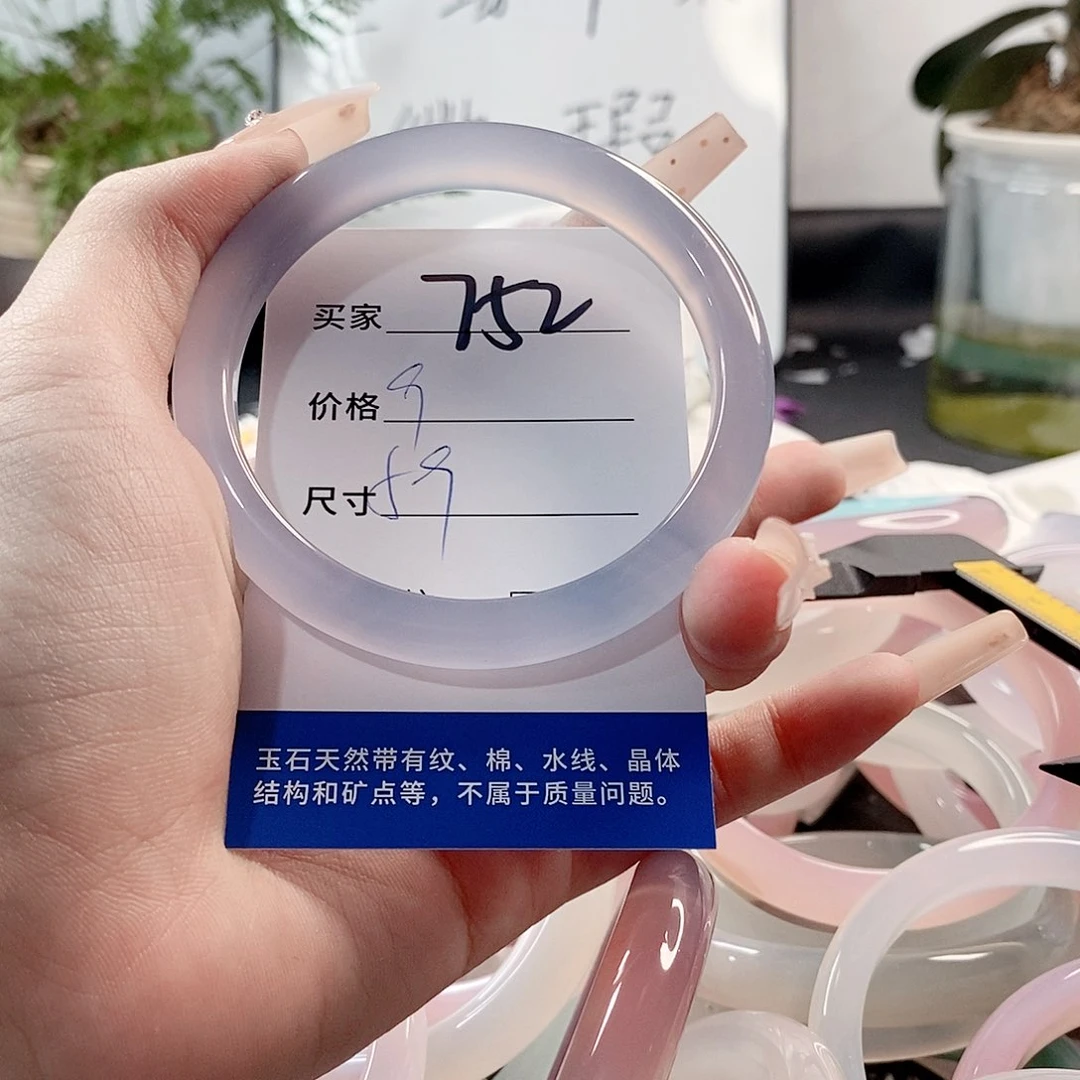 瑕
买家 752
价格 9
尺寸 59
玉石天然带有纹、棉、水线、晶体
结构和矿点等，不属于质量问题。